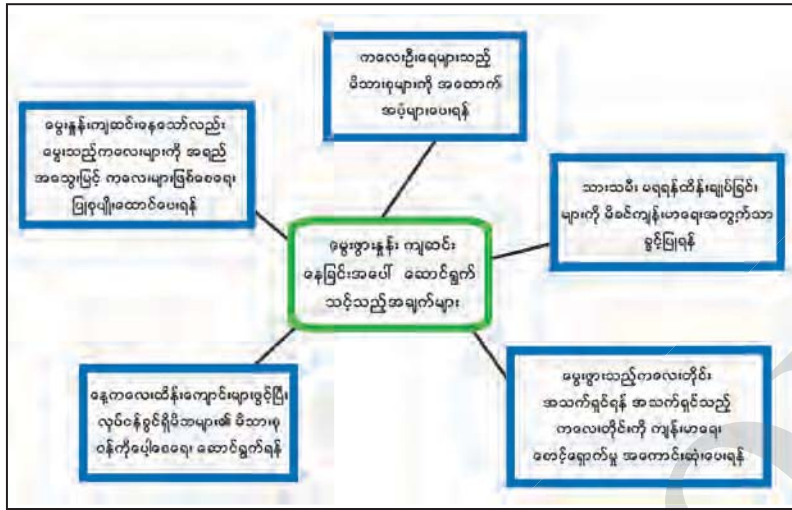 ကလေးဦးရေများသည့်
မိသားစုများကို အထောက်
အပံ့များပေးရန်
မွေးနှုန်းကျဆင်းနေသော်လည်း
မွေးသည့်ကလေးများကို အရည်
အသွေးမြင့် ကလေးများဖြစ်စေရေး
ပြုစုပျိုးထောင်ပေးရန်
သားသမီး မရရန်ထိန်းချုပ်ခြင်း
များကို မိခင်ကျန်းမာရေးအတွက်သာ
ခွင့်ပြုရန်
မွေးဖွားနှုန်း ကျဆင်း
နေခြင်းအပေါ် ဆောင်ရွက်
သင့်သည့်အချက်များ
နေ့ကလေးထိန်းကျောင်းများဖွင့်ပြီး
လုပ်ငန်းခွင်ရှိမိဘများ၏ မိသားစု
ဝန်ကိုပေါ့စေရေး ဆောင်ရွက်ရန်
မွေးဖွားသည့်ကလေးတိုင်း
အသက်ရှင်ရန် အသက်ရှင်သည့်
ကလေးတိုင်းကို ကျန်းမာရေး
စောင့်ရှောက်မှု အကောင်းဆုံးပေးရန်